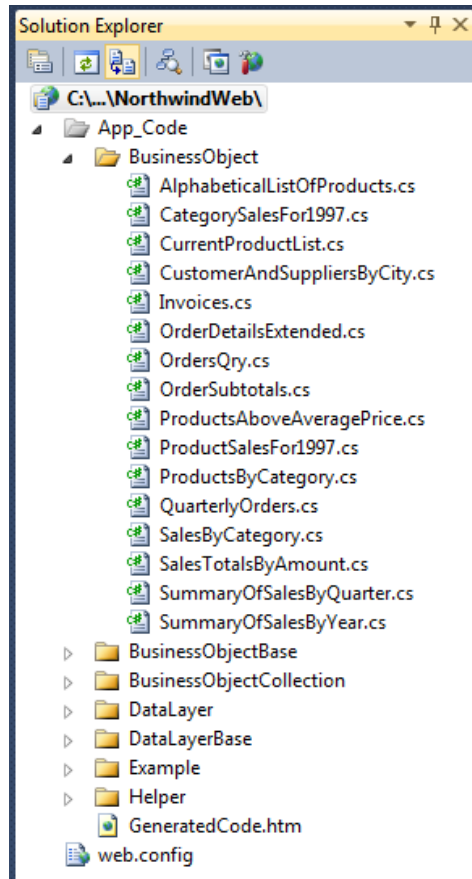 Solution Explorer
C:\...\NorthwindWeb\
App_Code
BusinessObject
AlphabeticalListOfProducts.cs
CategorySalesFor1997.cs
CurrentProductList.cs
CustomerAndSuppliersByCity.cs
Invoices.cs
OrderDetailsExtended.cs
OrdersQry.cs
OrderSubtotals.cs
ProductsAboveAveragePrice.cs
ProductSalesFor1997.cs
ProductsByCategory.cs
QuarterlyOrders.cs
SalesByCategory.cs
SalesTotalsByAmount.cs
SummaryOfSalesByQuarter.cs
SummaryOfSalesByYear.cs
BusinessObjectBase
BusinessObjectCollection
DataLayer
DataLayerBase
Example
Helper
GeneratedCode.htm
web.config